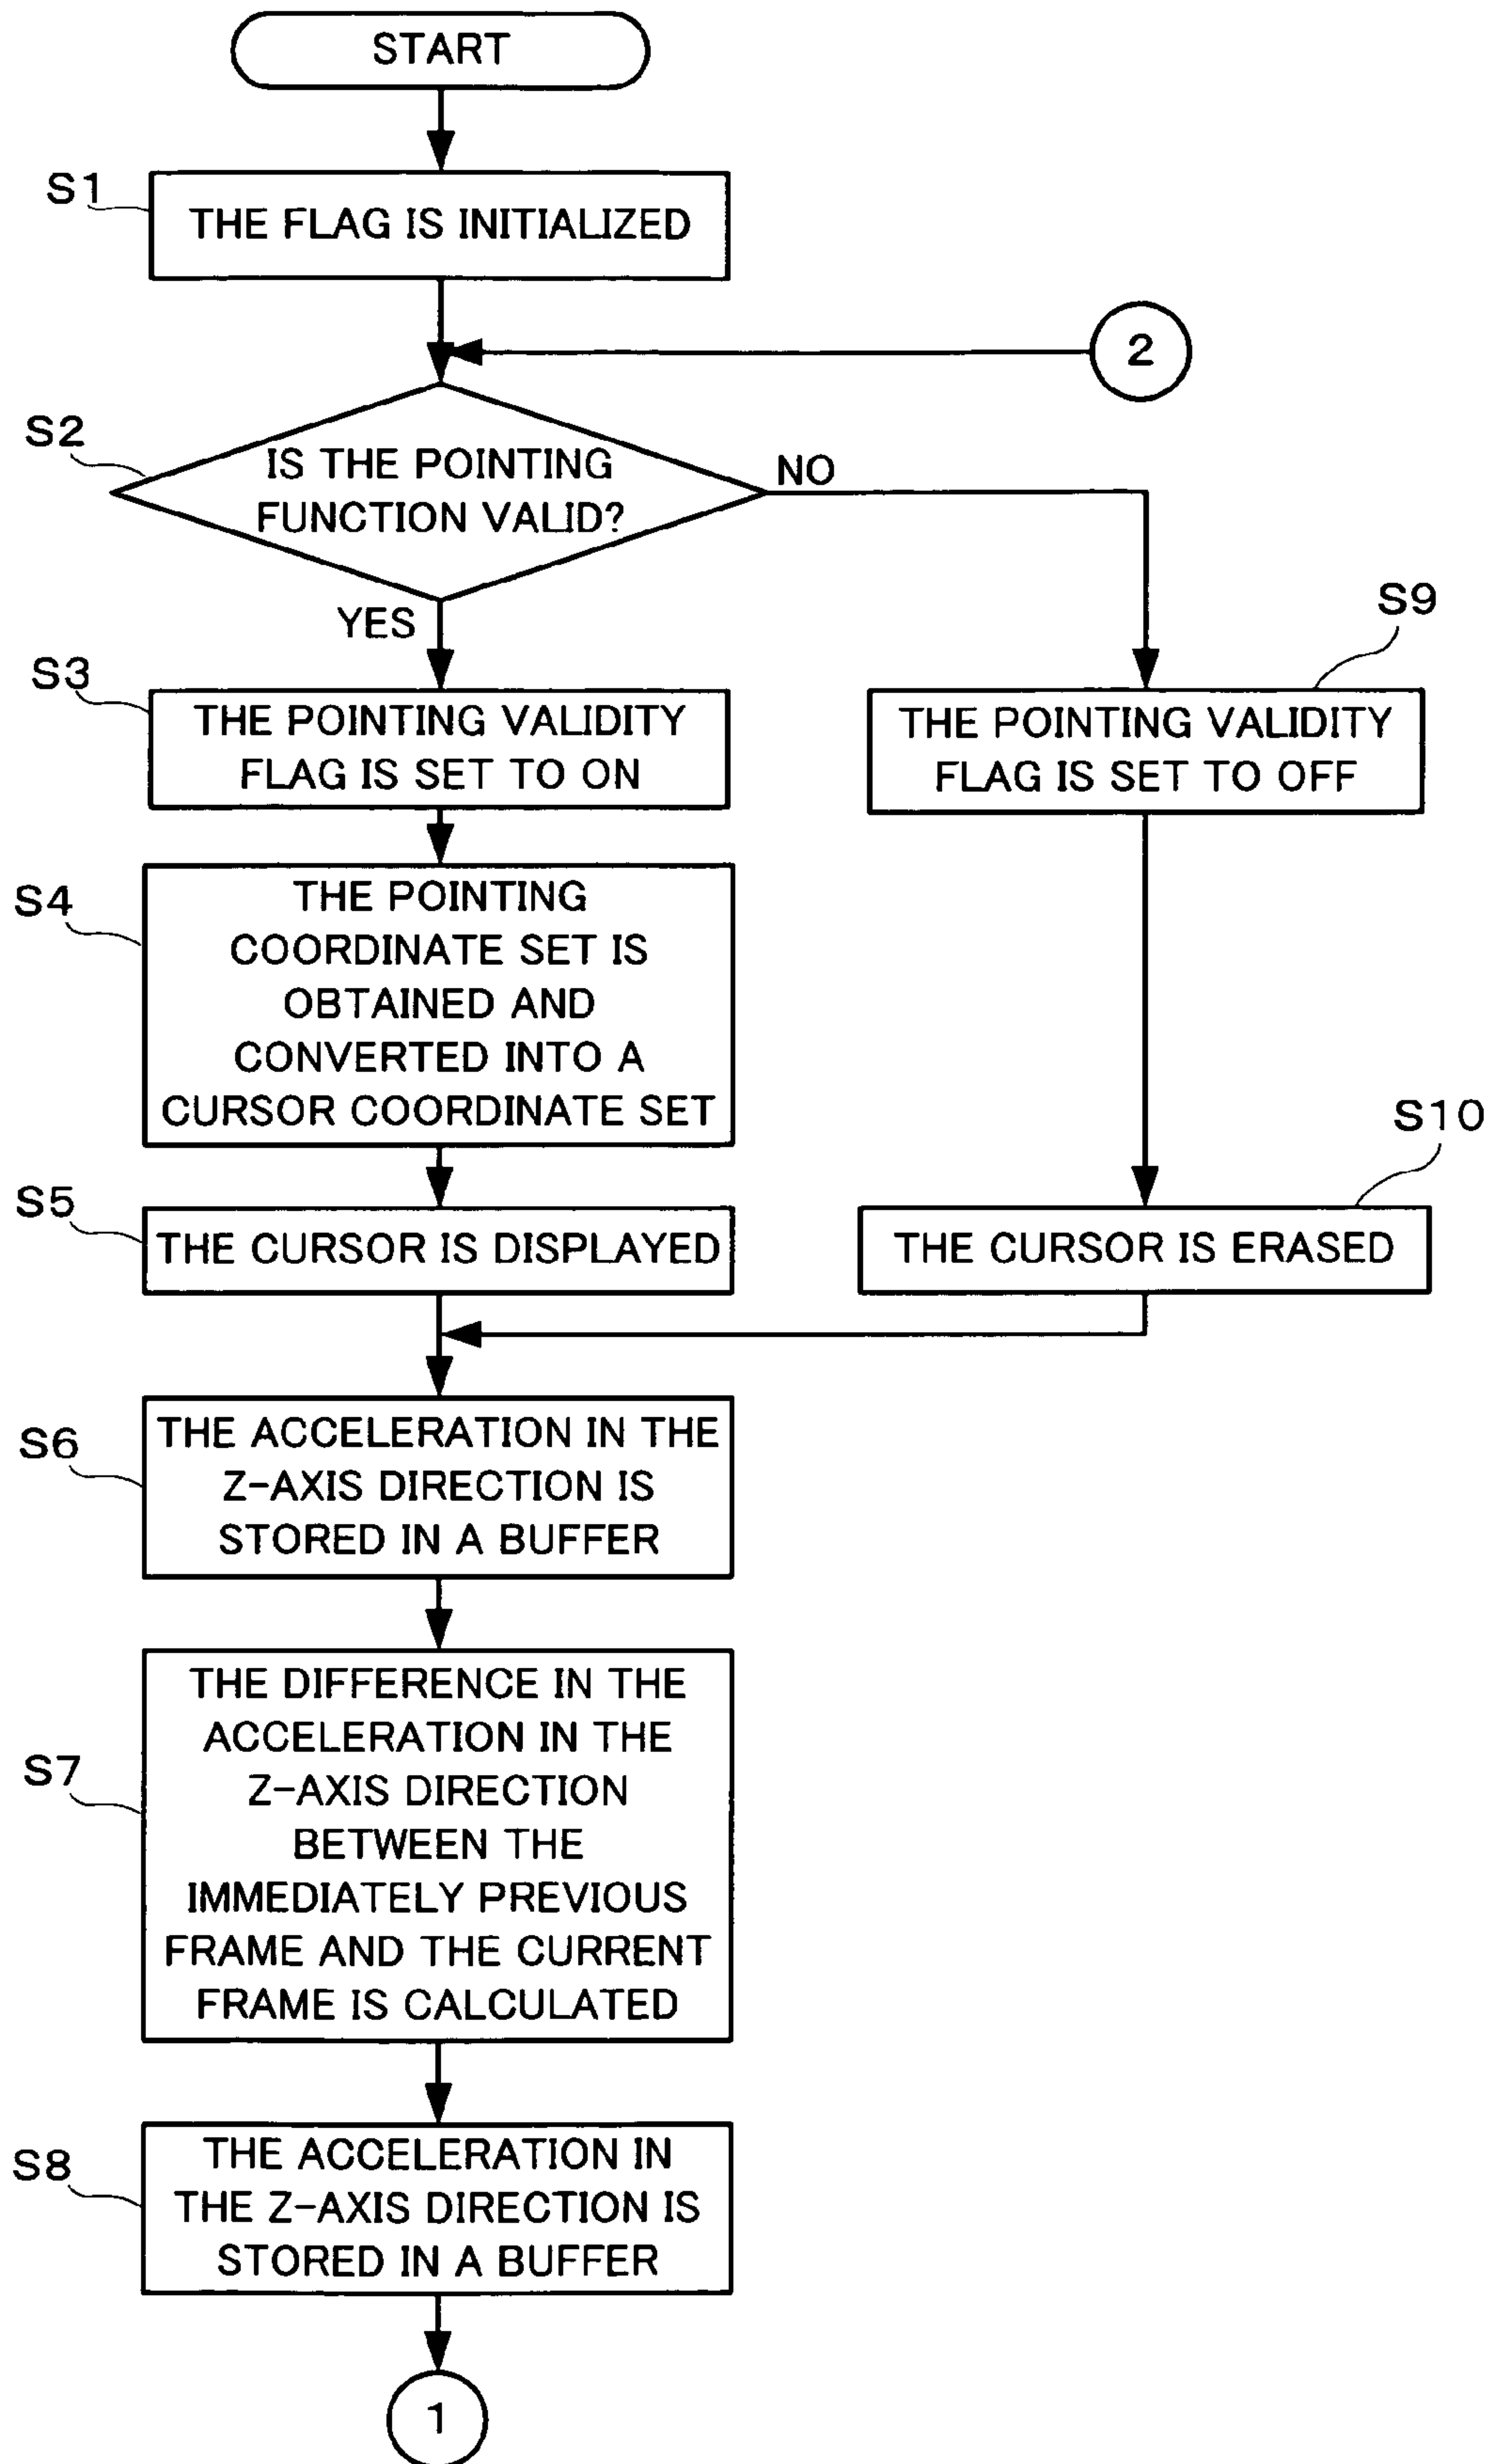 START
S1
THE FLAG IS INITIALIZED
2
S2
IS THE POINTING
FUNCTION VALID?
NO
YES
S3
THE POINTING VALIDITY
FLAG IS SET TO ON
S9
THE POINTING VALIDITY
FLAG IS SET TO OFF
S4
THE POINTING
COORDINATE SET IS
OBTAINED AND
CONVERTED INTO A
CURSOR COORDINATE SET
S5
THE CURSOR IS DISPLAYED
S10
THE CURSOR IS ERASED
S6
THE ACCELERATION IN THE
Z-AXIS DIRECTION IS
STORED IN A BUFFER
S7
THE DIFFERENCE IN THE
ACCELERATION IN THE
Z-AXIS DIRECTION
BETWEEN THE
IMMEDIATELY PREVIOUS
FRAME AND THE CURRENT
FRAME IS CALCULATED
S8
THE ACCELERATION IN
THE Z-AXIS DIRECTION IS
STORED IN A BUFFER
1